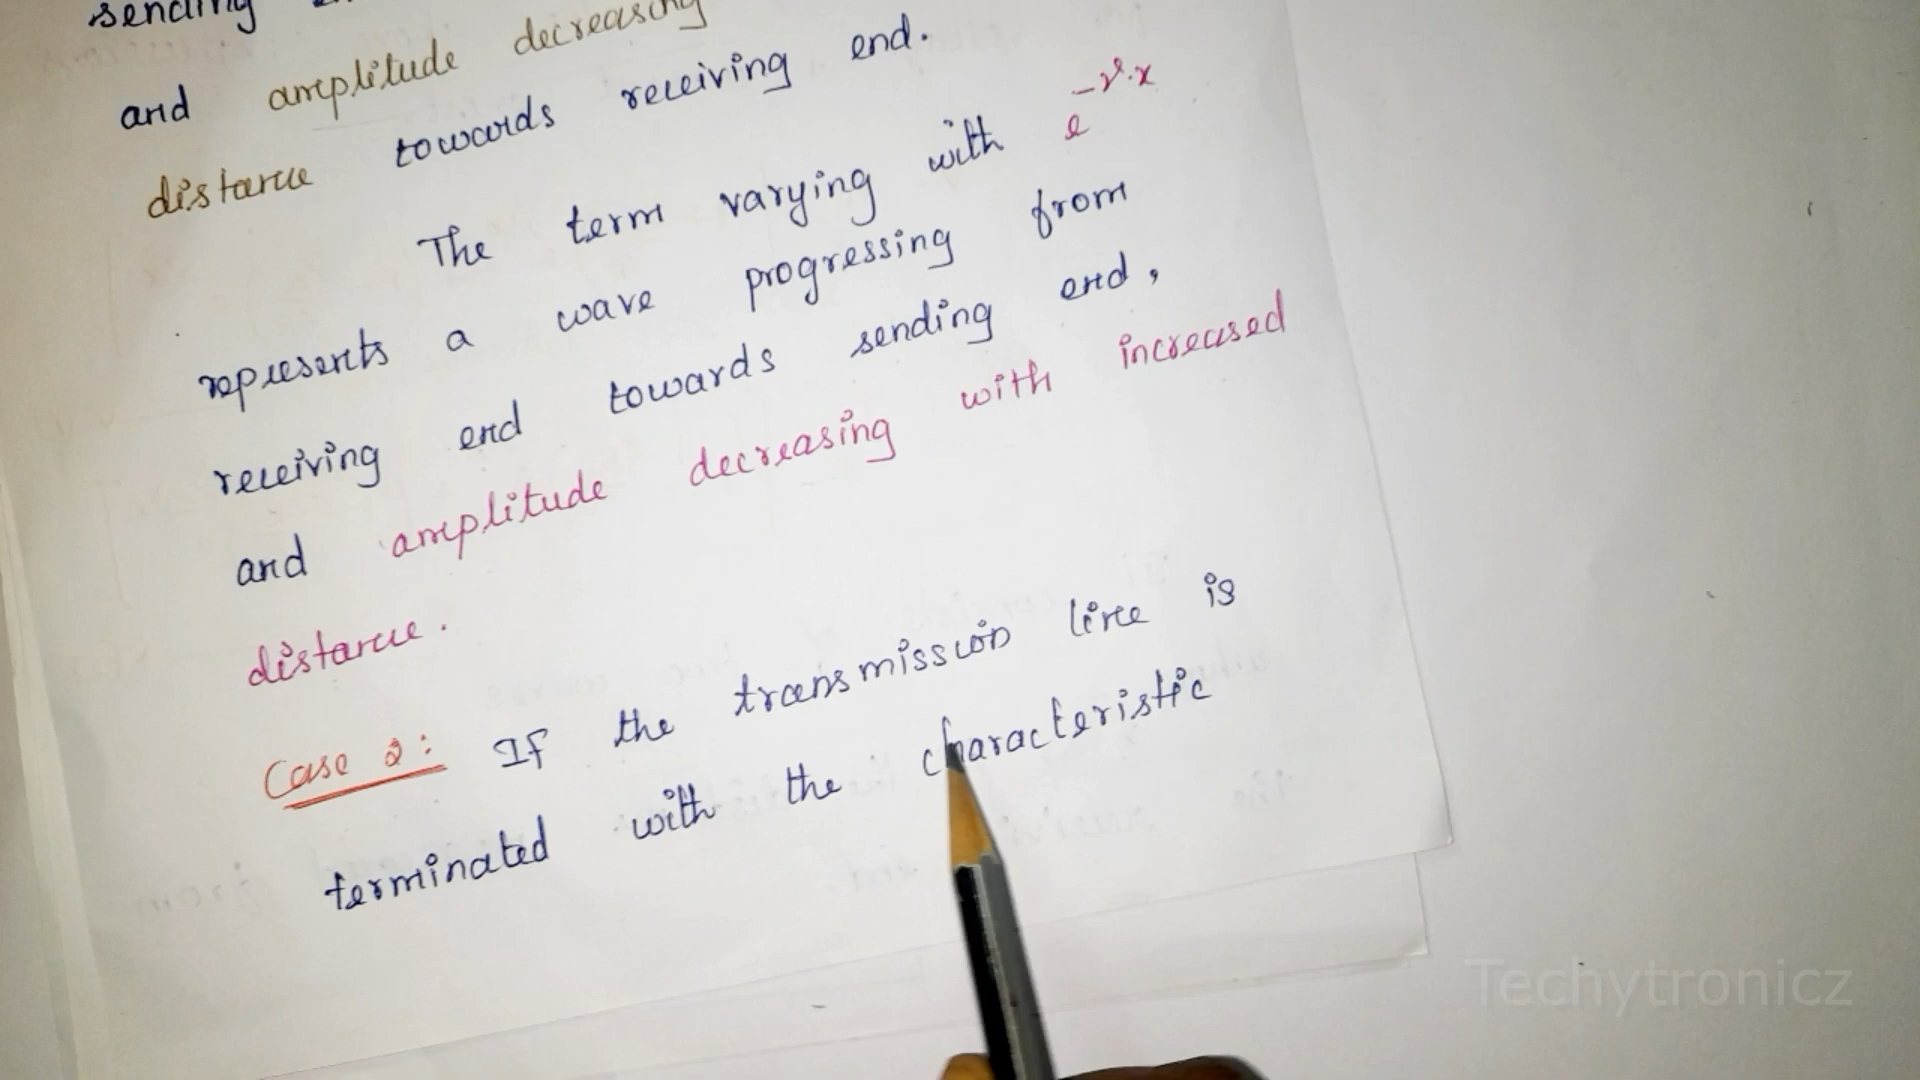 sending
and amplitude decreasing
distance towards receiving end.
The term varying with e^-γ.x
represents a wave progressing from
receiving end towards sending end,
and amplitude decreasing with increased
distance.
Case 2: If the transmission line is
terminated with the characteristic
Techytronicz